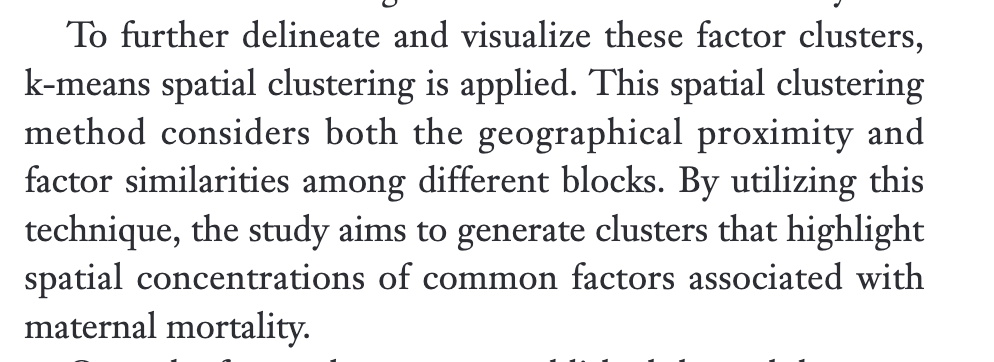 To further delineate and visualize these factor clusters,
k-means spatial clustering is applied. This spatial clustering
method considers both the geographical proximity and
factor similarities among different blocks. By utilizing this
technique, the study aims to generate clusters that highlight
spatial concentrations of common factors associated with
maternal mortality.